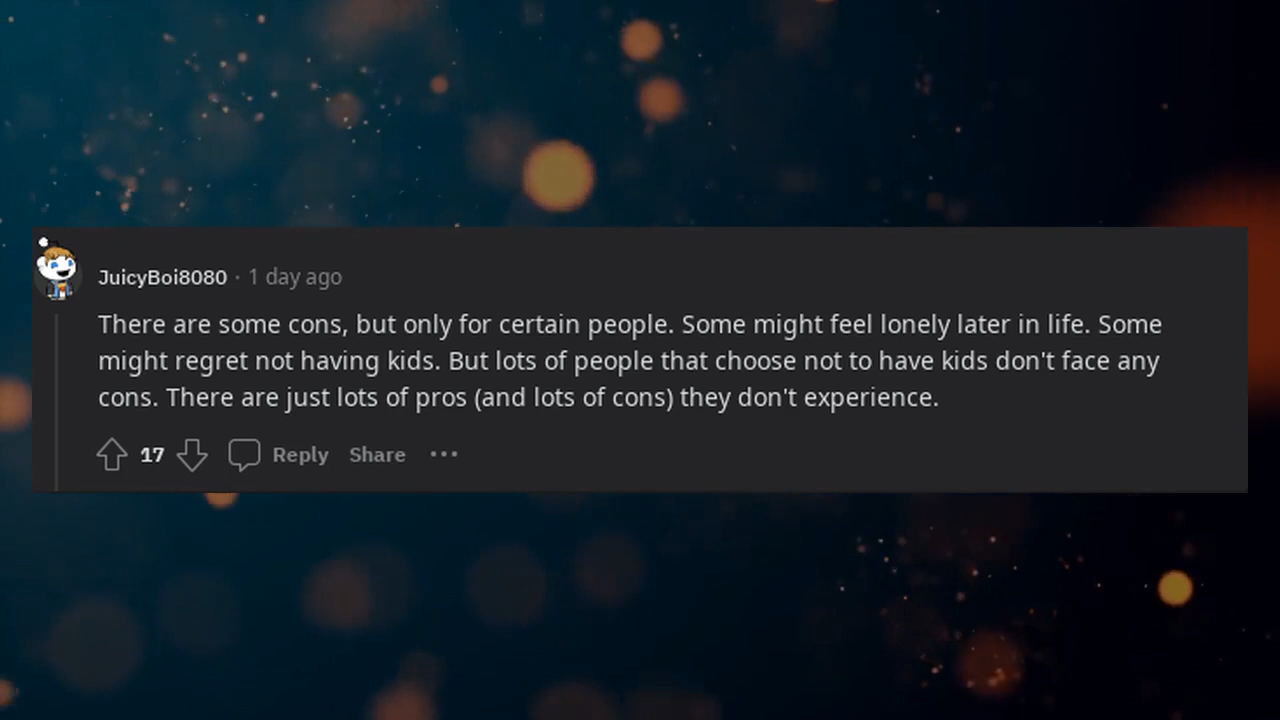 JuicyBoi8080 · 1 day ago
There are some cons, but only for certain people. Some might feel lonely later in life. Some
might regret not having kids. But lots of people that choose not to have kids don't face any
cons. There are just lots of pros (and lots of cons) they don't experience.
17 Reply Share ···